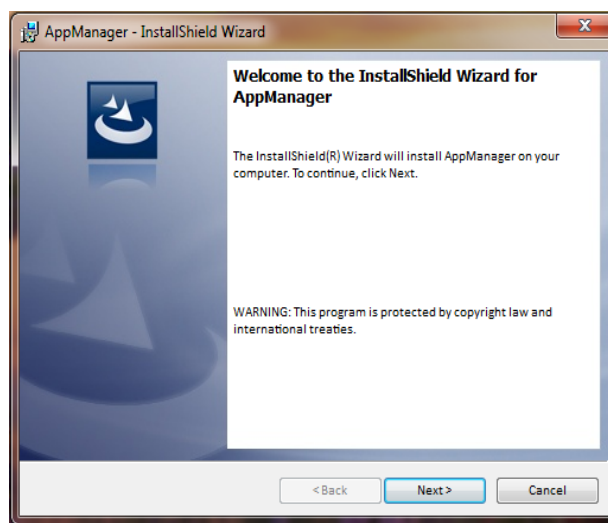 AppManager - InstallShield Wizard
Welcome to the InstallShield Wizard for
AppManager
The InstallShield(R) Wizard will install AppManager on your
computer. To continue, click Next.
WARNING: This program is protected by copyright law and
international treaties.
< Back Next > Cancel